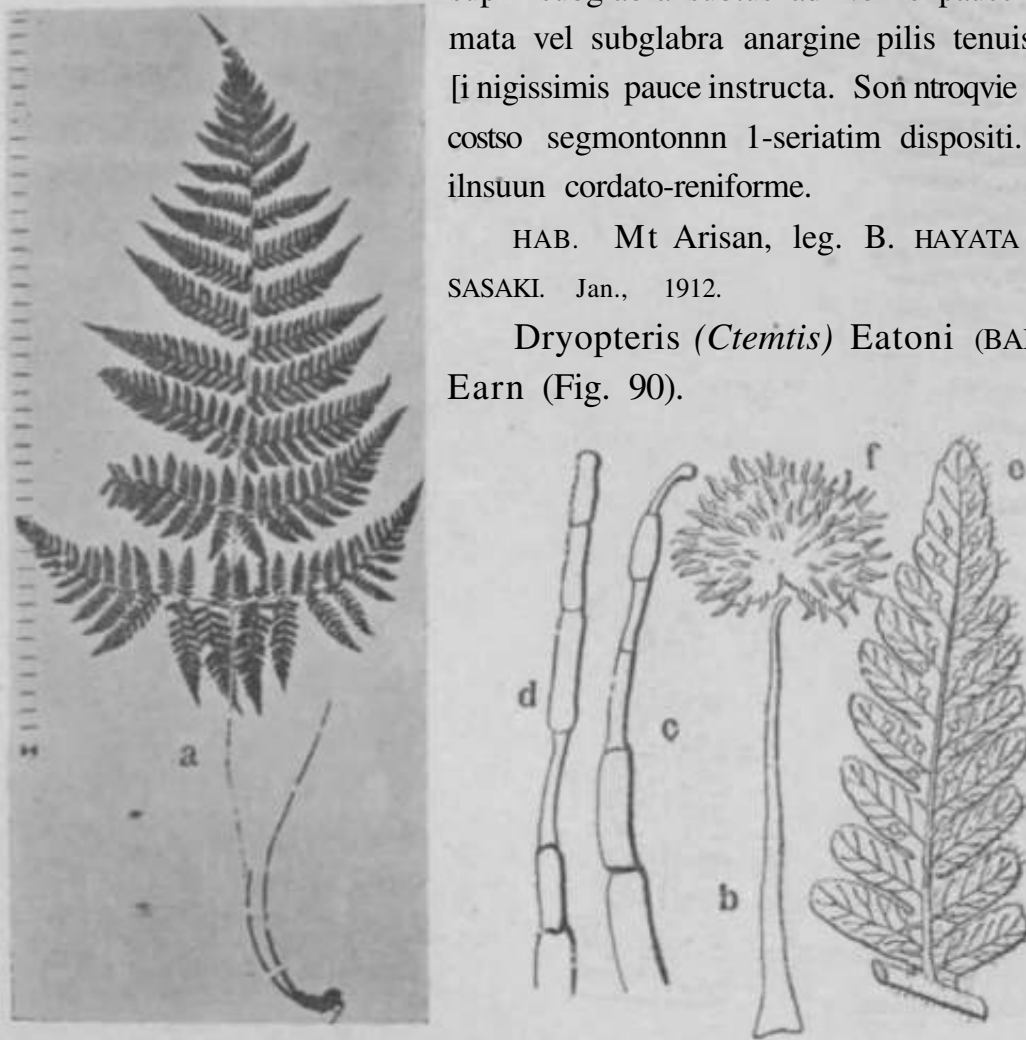 mata vel subglabra anargine pilis tenuis
[i nigissimis pauce instructa. Son ntroqvie
costso segmontonnn 1-seriatim dispositi.
ilnsuun cordato-reniforme.
HAB. Mt Arisan, leg. B. HAYATA
SASAKI. Jan., 1912.
Dryopteris (Ctemtis) Eatoni (BAK
Earn (Fig. 90).
f
e
d
c
a
b